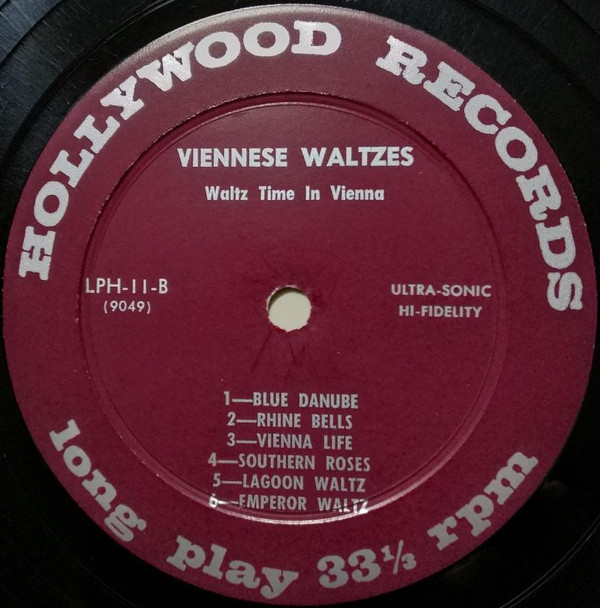 HOLLYWOOD RECORDS
VIENNESE WALTZES
Waltz Time In Vienna
LPH-11-B
(9049)
ULTRA-SONIC
HI-FIDELITY
1—BLUE DANUBE
2—RHINE BELLS
3—VIENNA LIFE
4—SOUTHERN ROSES
5—LAGOON WALTZ
6—EMPEROR WALTZ
long play 33⅓ rpm